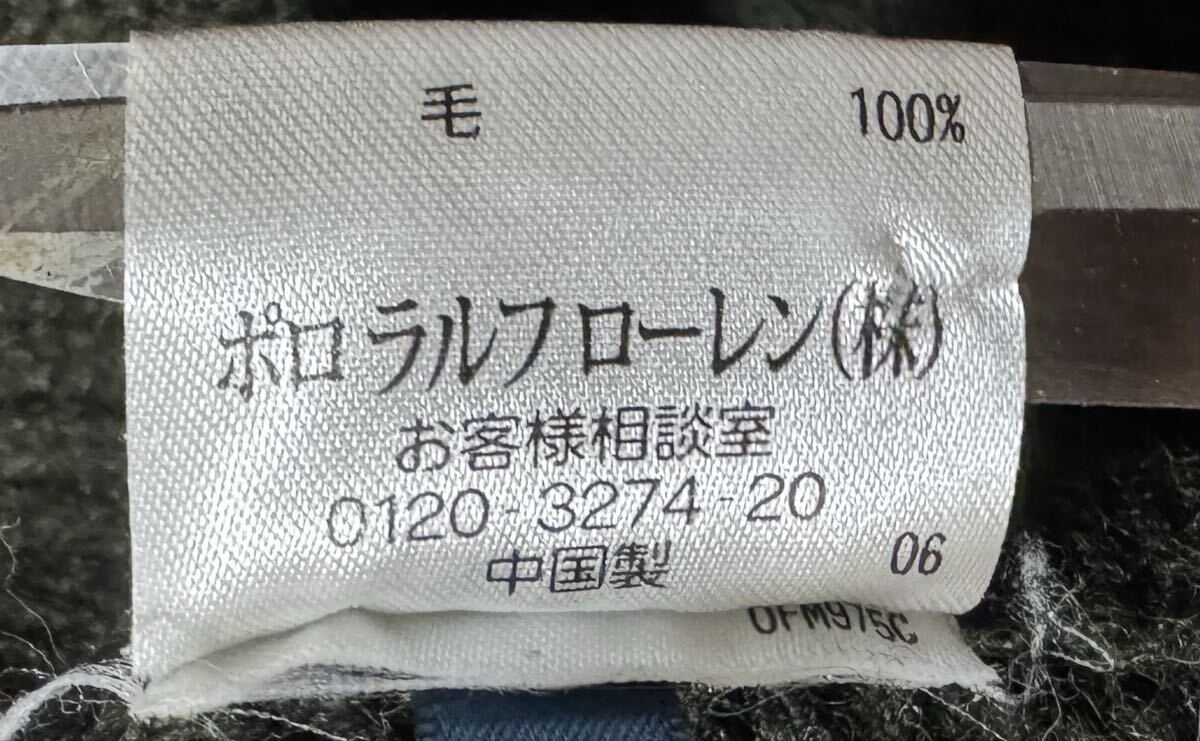 毛 100%
ポロ ラルフ ローレン(株)
お客様相談室
0120-3274-20
中国製 06